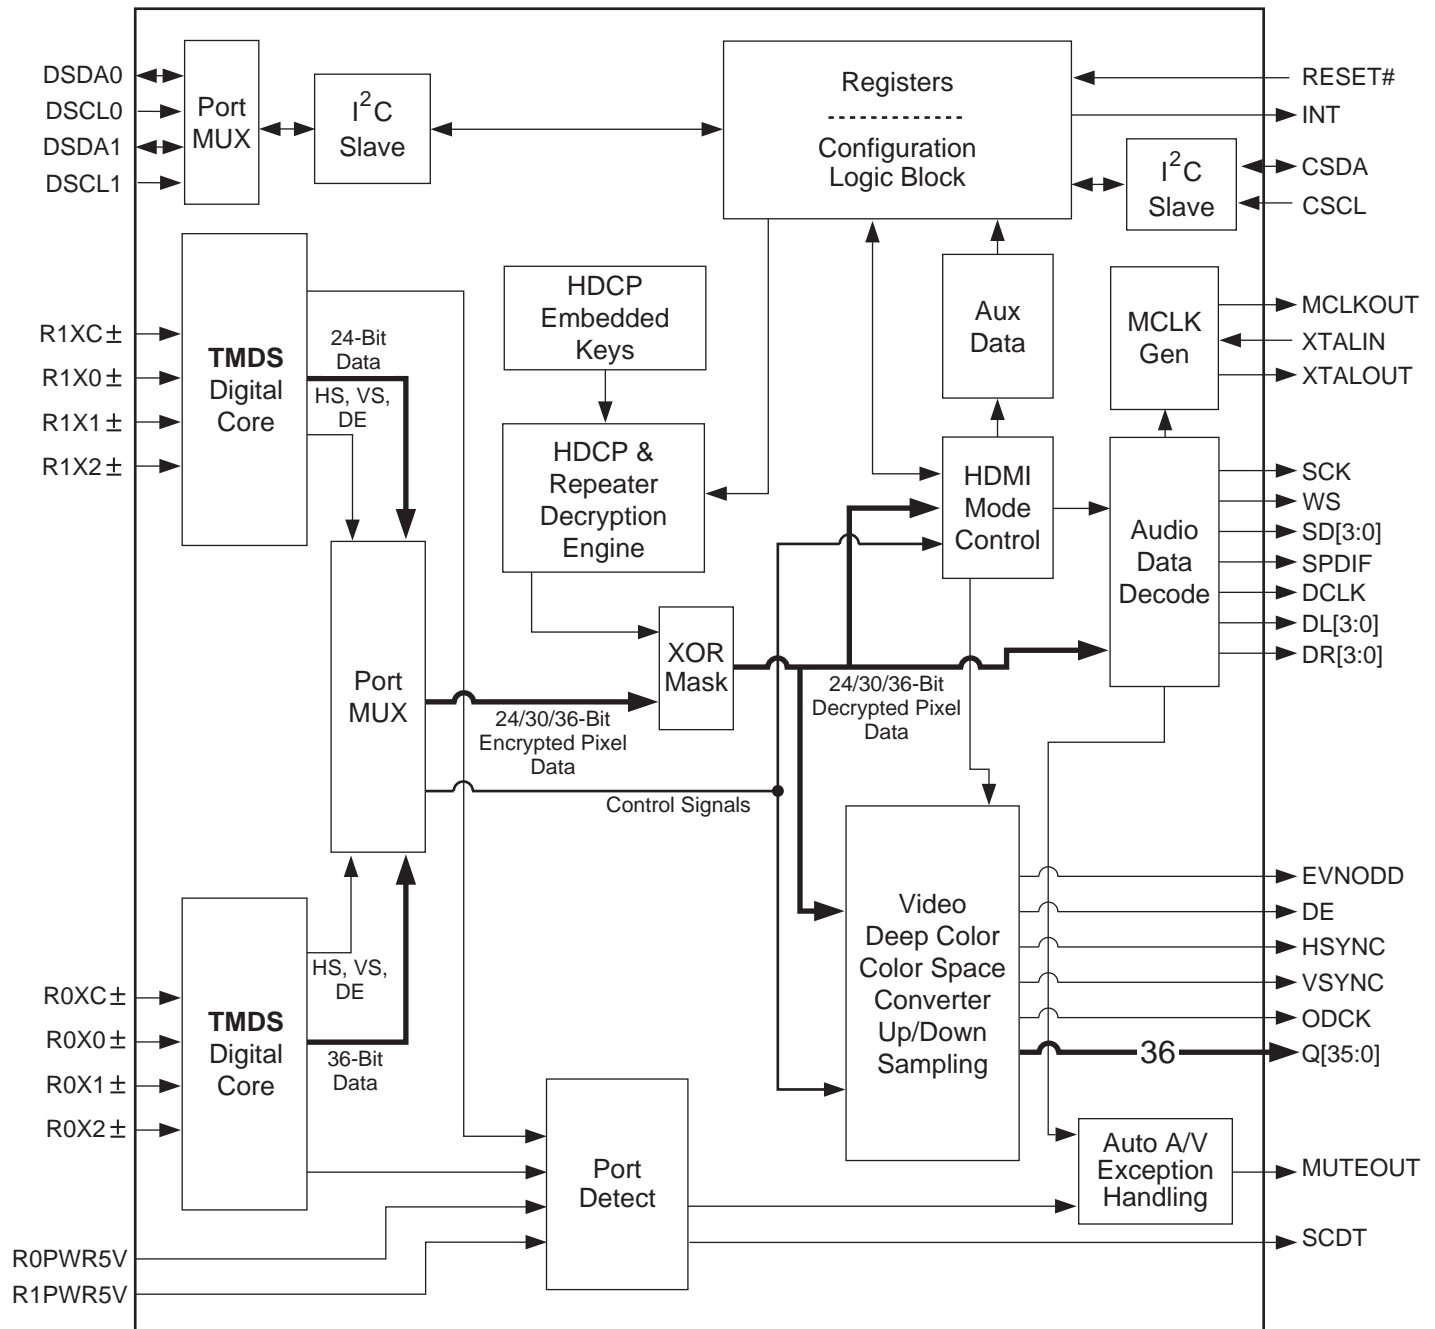 DSDA0
DSCL0
DSDA1
DSCL1
Port
MUX
I2C
Slave
Registers
Configuration
Logic Block
RESET#
INT
I2C
Slave
CSDA
CSCL
R1XC±
R1X0±
R1X1±
R1X2±
TMDS
Digital
Core
24-Bit
Data
HS, VS,
DE
HDCP
Embedded
Keys
HDCP &
Repeater
Decryption
Engine
Aux
Data
MCLK
Gen
MCLKOUT
XTALIN
XTALOUT
HDMI
Mode
Control
Audio
Data
Decode
SCK
WS
SD[3:0]
SPDIF
DCLK
DL[3:0]
DR[3:0]
Port
MUX
XOR
Mask
24/30/36-Bit
Encrypted Pixel
Data
24/30/36-Bit
Decrypted Pixel
Data
Control Signals
R0XC±
R0X0±
R0X1±
R0X2±
TMDS
Digital
Core
HS, VS,
DE
36-Bit
Data
Video
Deep Color
Color Space
Converter
Up/Down
Sampling
EVNODD
DE
HSYNC
VSYNC
ODCK
36
Q[35:0]
Port
Detect
Auto A/V
Exception
Handling
MUTEOUT
SCDT
R0PWR5V
R1PWR5V